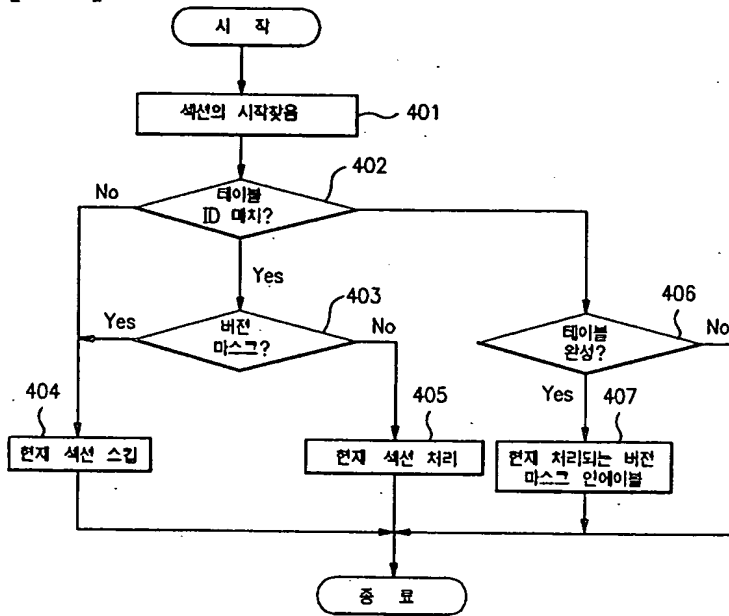 시 작
섹션의 시작찾음
401
402
No
테이블
ID 매치?
Yes
403
406
Yes
버전
마스크?
No
테이블
완성?
No
404
405
Yes
407
현재 섹션 스킵
현재 섹션 처리
현재 처리되는 버전
마스크 인에이블
종 료